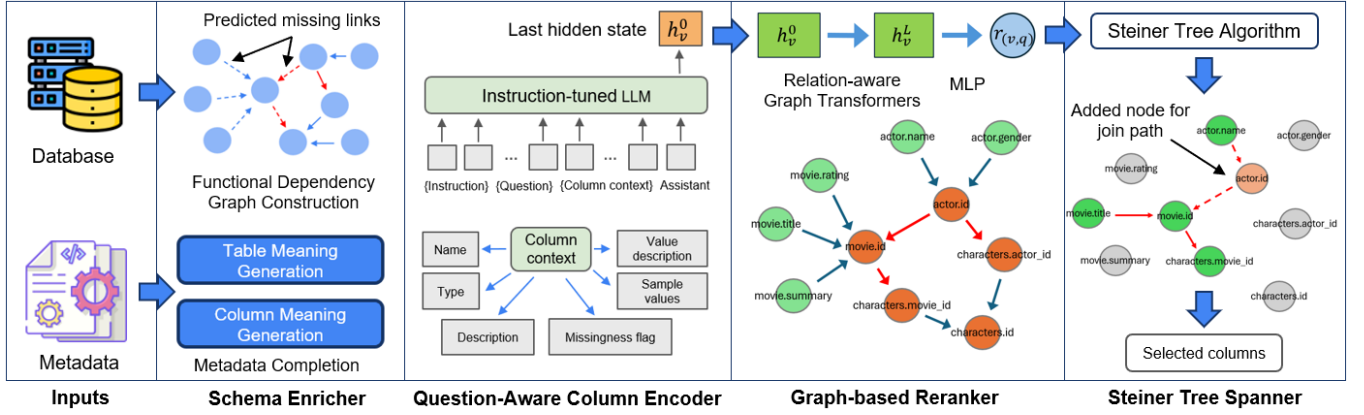 Database
Metadata
Inputs
Predicted missing links
Functional Dependency
Graph Construction
Table Meaning
Generation
Column Meaning
Generation
Metadata Completion
Schema Enricher
Last hidden state
h_v^0
Instruction-tuned LLM
... ...
{Instruction} {Question} {Column context} Assistant
Name
Column
context
Value
description
Type
Sample
values
Description
Missingness flag
Question-Aware Column Encoder
h_v^0
h_v^L
r_(v,q)
Relation-aware
Graph Transformers
MLP
actor.name
actor.gender
movie.rating
actor.id
movie.title
movie.id
characters.actor_id
movie.summary
characters.movie_id
characters.id
Graph-based Reranker
Steiner Tree Algorithm
Added node for
join path
actor.name
actor.gender
movie.rating
actor.id
movie.title
movie.id
characters.actor_id
movie.summary
characters.movie_id
characters.id
Selected columns
Steiner Tree Spanner